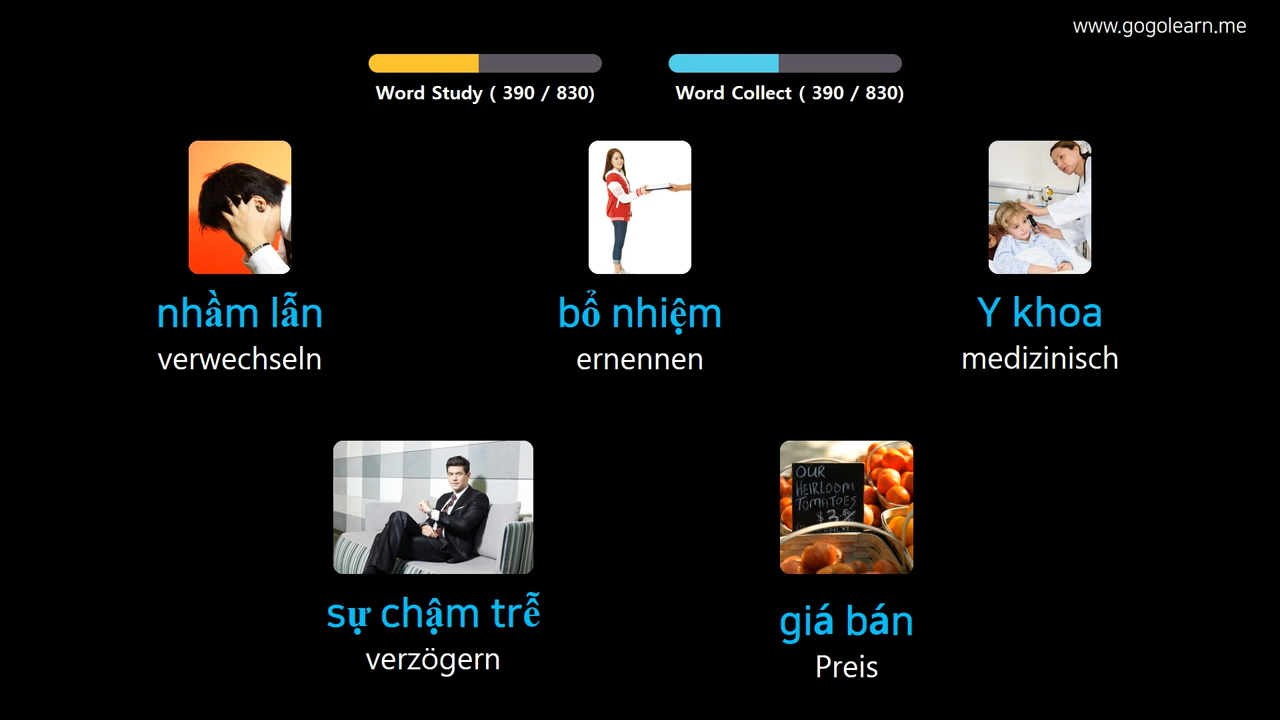 www.gogolearn.me
Word Study ( 390 / 830)
Word Collect ( 390 / 830)
nhầm lẫn
verwechseln
bổ nhiệm
ernennen
Y khoa
medizinisch
sự chậm trễ
verzögern
OUR
HEIRLOOM
TOMATOES
giá bán
Preis